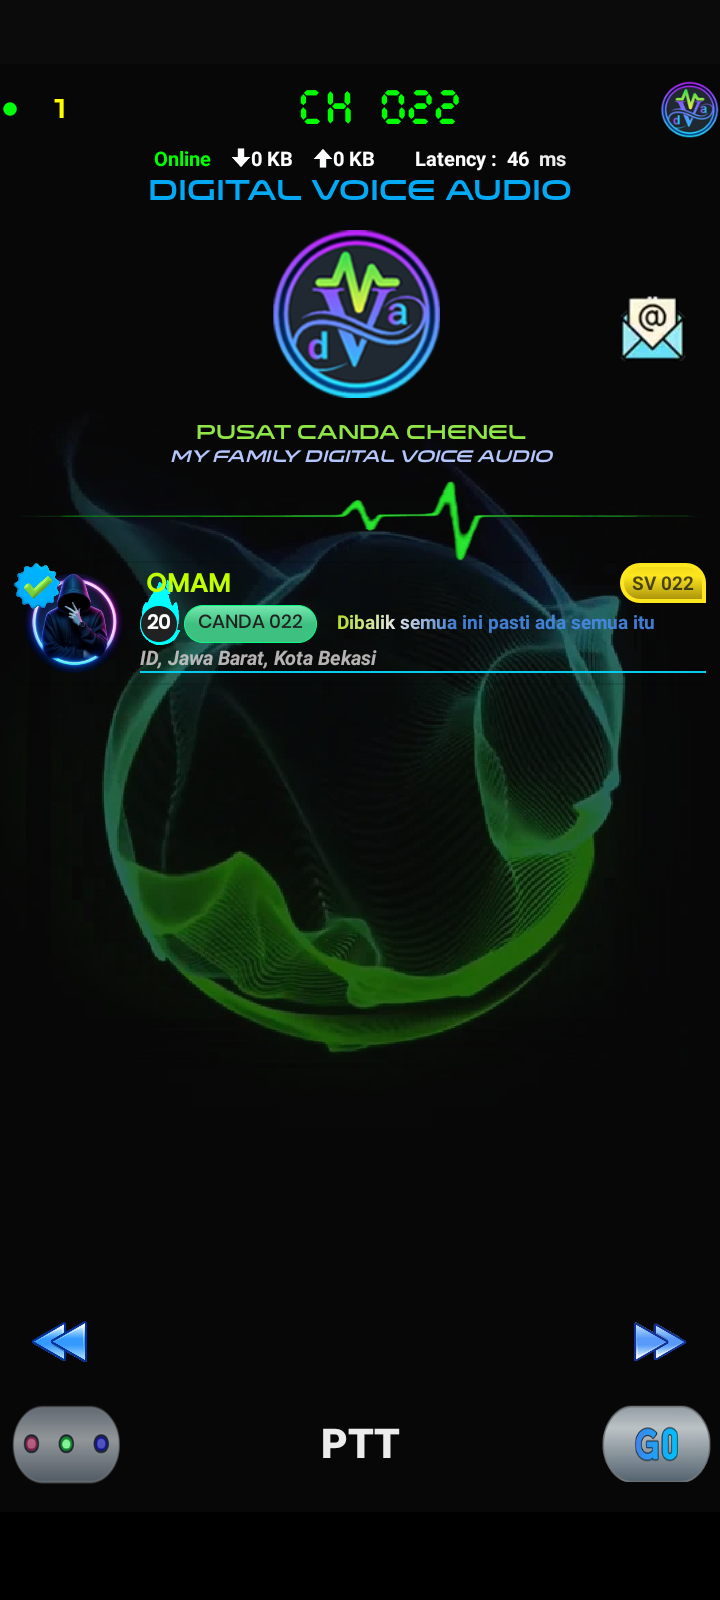 1 CH 022
Online 0 KB 0 KB Latency : 46 ms
DIGITAL VOICE AUDIO
d V a
@
PUSAT CANDA CHENEL
MY FAMILY DIGITAL VOICE AUDIO
OMAM SV 022
20 CANDA 022 Dibalik semua ini pasti ada semua itu
ID, Jawa Barat, Kota Bekasi
PTT GO